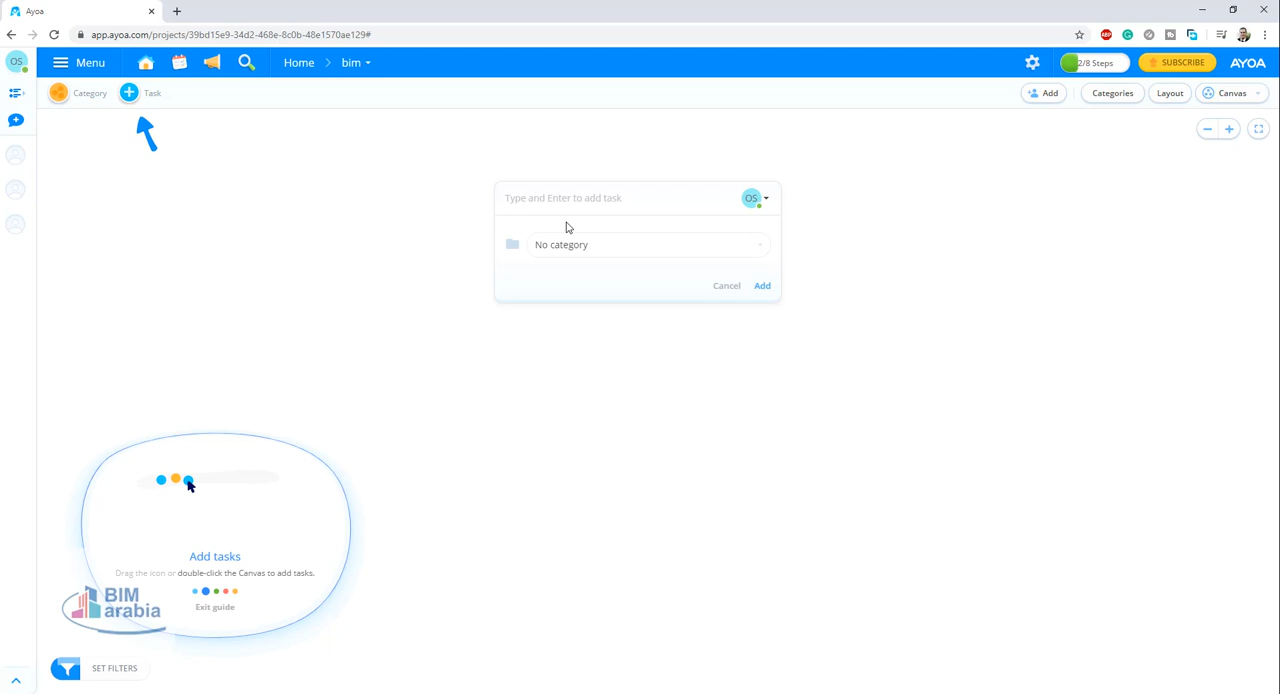 Ayoa
app.ayoa.com/projects/39bd15e9-34d2-468e-8c0b-48e1570ae129#
ABP
OS
Menu
Home
bim
2/8 Steps
SUBSCRIBE
AYOA
Category
Task
Add
Categories
Layout
Canvas
Type and Enter to add task
OS
No category
Cancel
Add
Add tasks
Drag the icon or double-click the Canvas to add tasks.
Exit guide
BIM
arabia
SET FILTERS